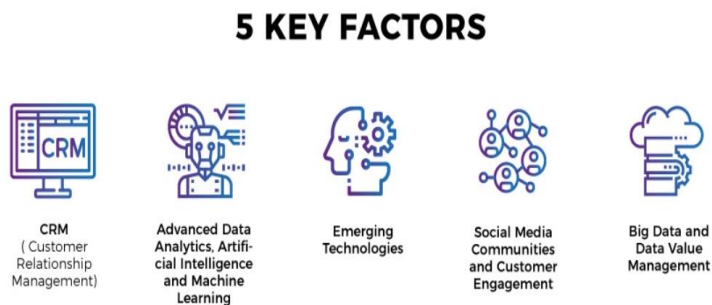 5 KEY FACTORS
CRM
CRM
( Customer
Relationship
Management)
Advanced Data
Analytics, Artifi-
cial Intelligence
and Machine
Learning
Emerging
Technologies
Social Media
Communities
and Customer
Engagement
Big Data and
Data Value
Management